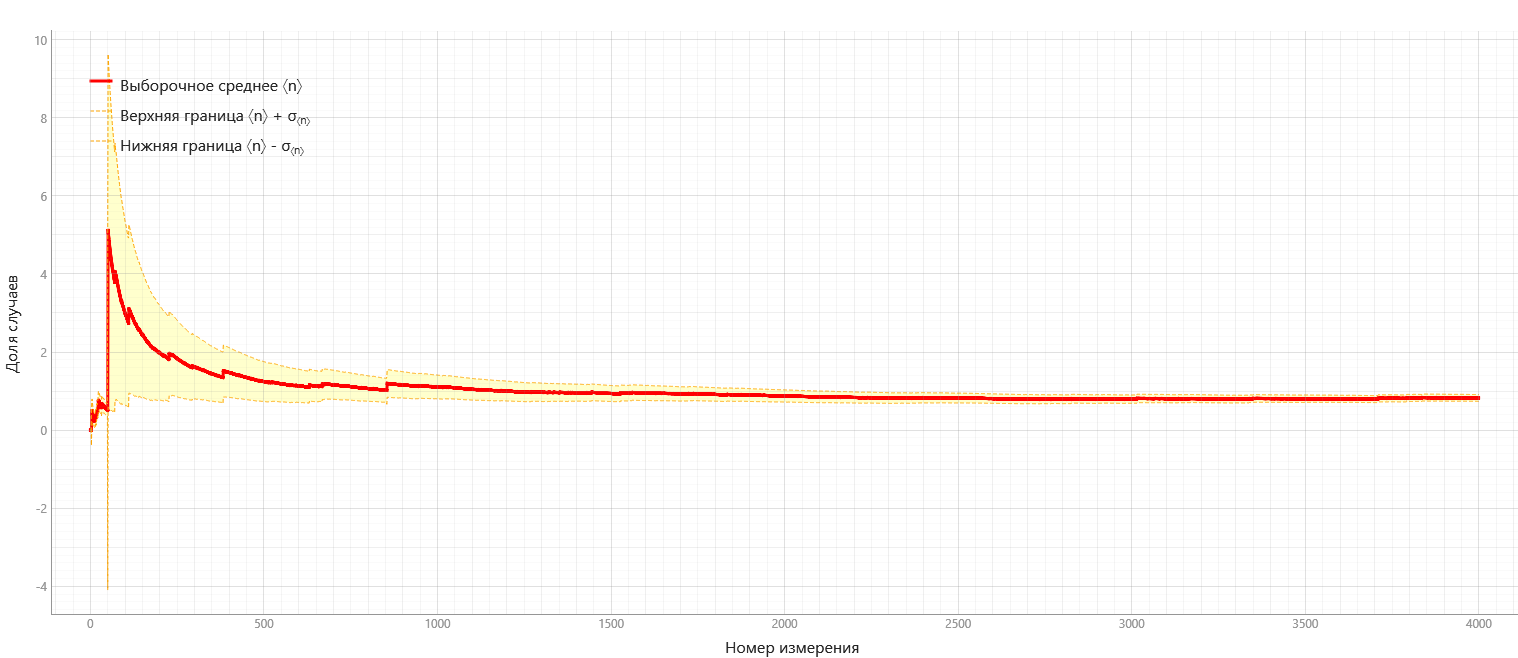 10
8
6
4
2
0
-2
-4
Доля случаев
Выборочное среднее ⟨n⟩
Верхняя граница ⟨n⟩ + σ⟨n⟩
Нижняя граница ⟨n⟩ - σ⟨n⟩
0 500 1000 1500 2000 2500 3000 3500 4000
Номер измерения